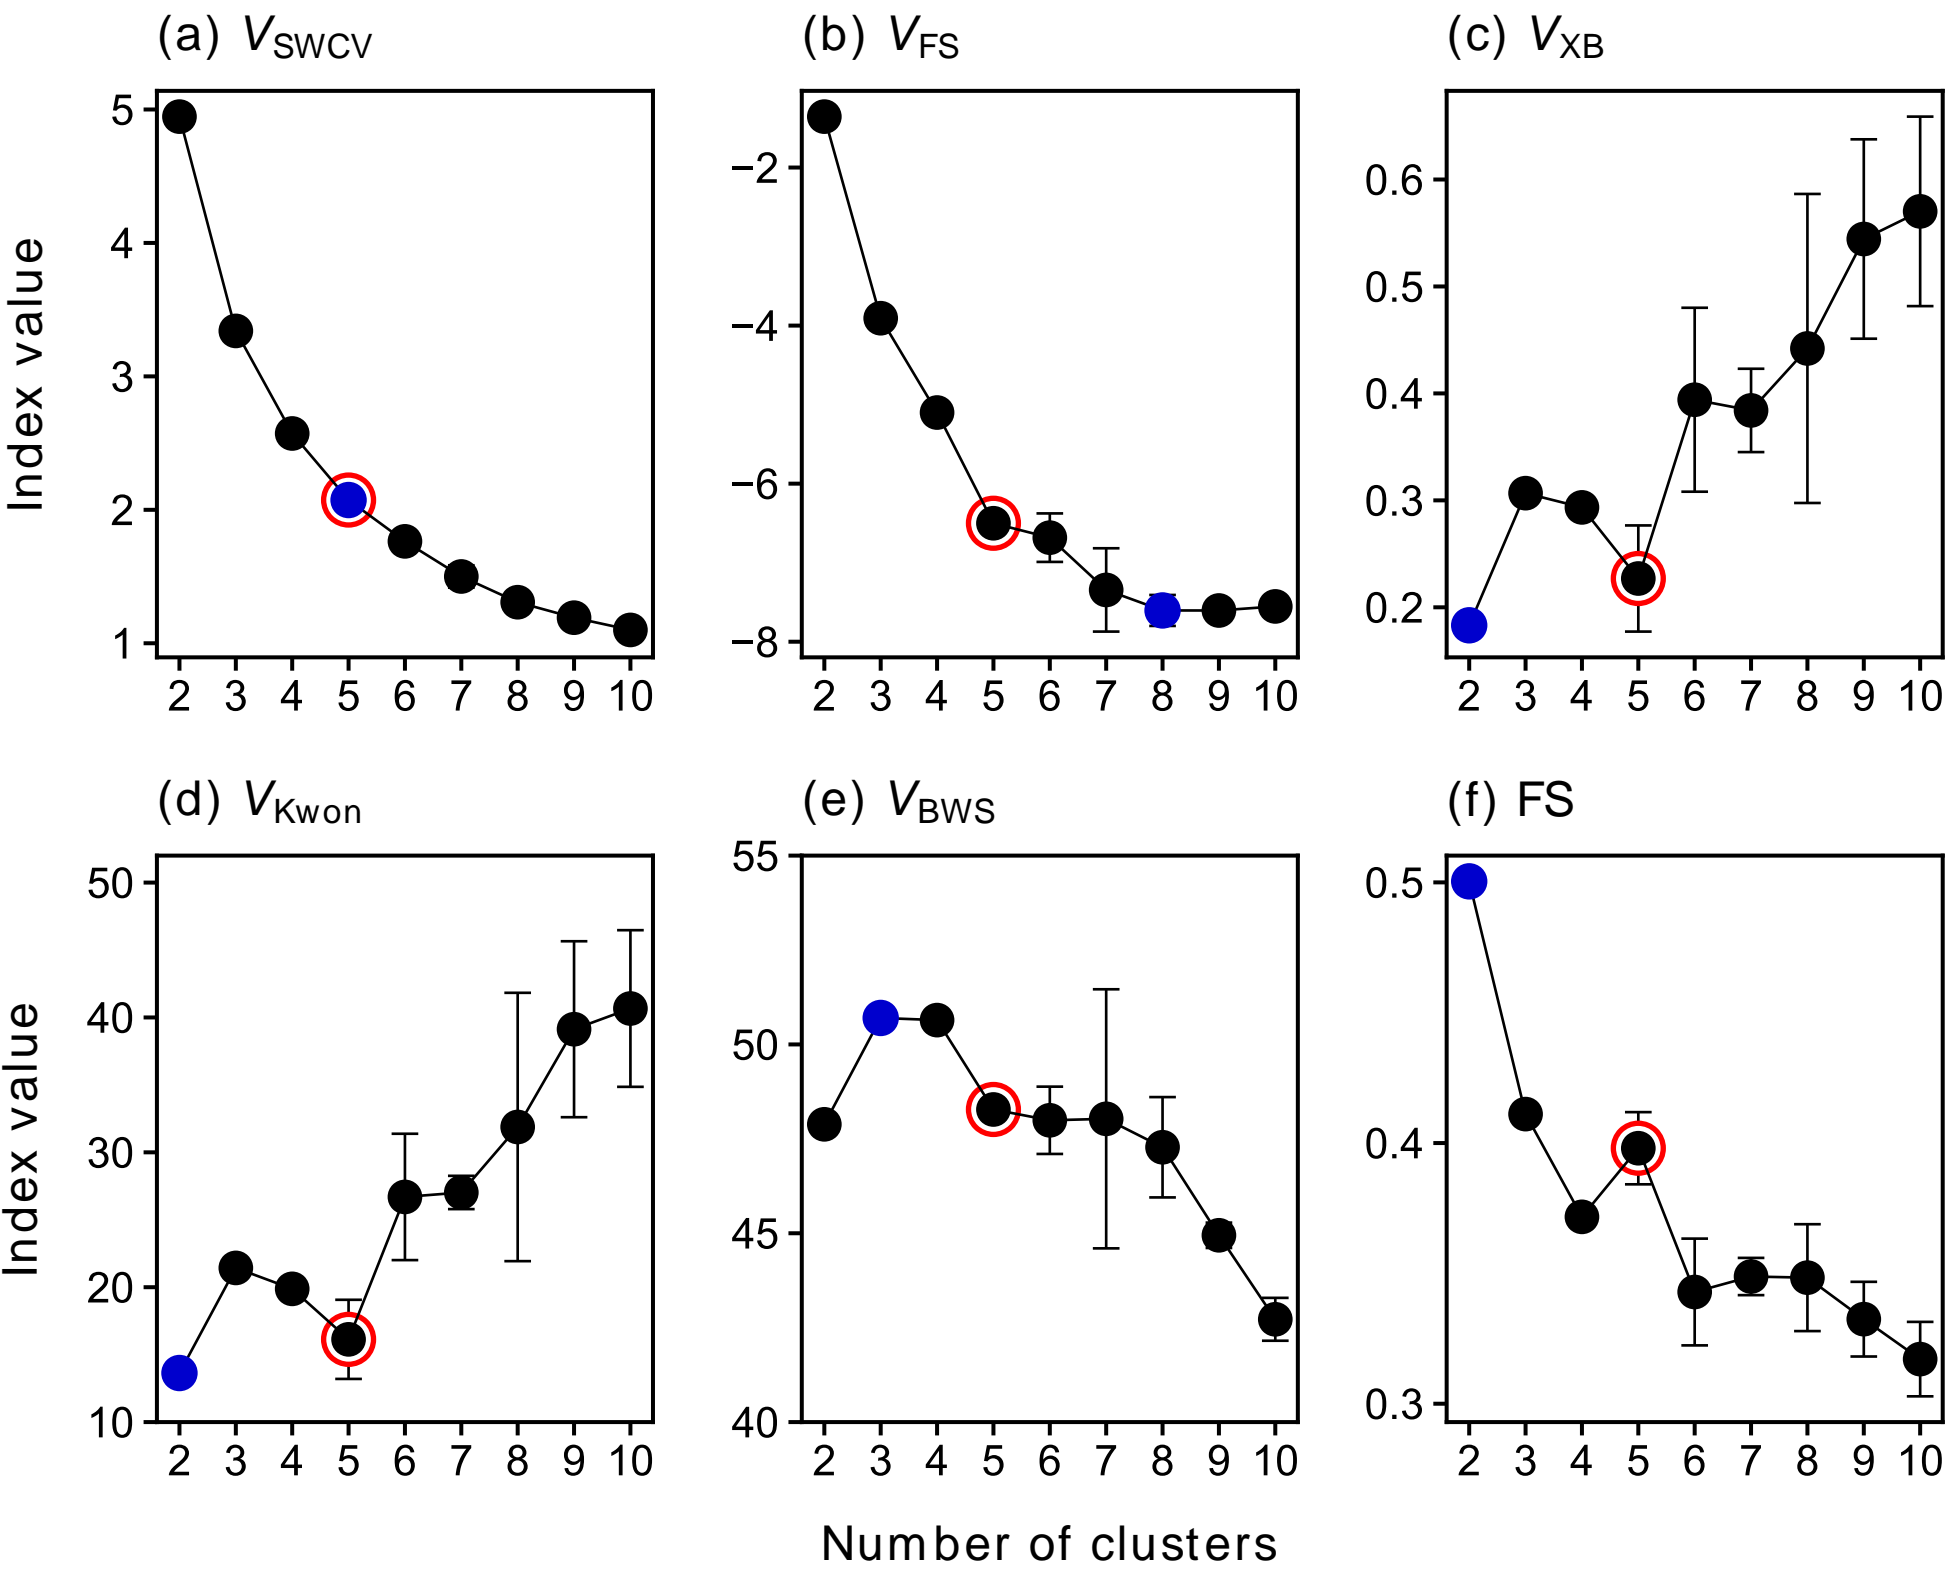 (a) VSWCV
(b) VFS
(c) VXB
Index value
5
4
3
2
1
2 3 4 5 6 7 8 9 10
−2
−4
−6
−8
2 3 4 5 6 7 8 9 10
0.6
0.5
0.4
0.3
0.2
2 3 4 5 6 7 8 9 10
(d) VKwon
(e) VBWS
(f) FS
Index value
50
40
30
20
10
2 3 4 5 6 7 8 9 10
55
50
45
40
2 3 4 5 6 7 8 9 10
0.5
0.4
0.3
2 3 4 5 6 7 8 9 10
Number of clusters